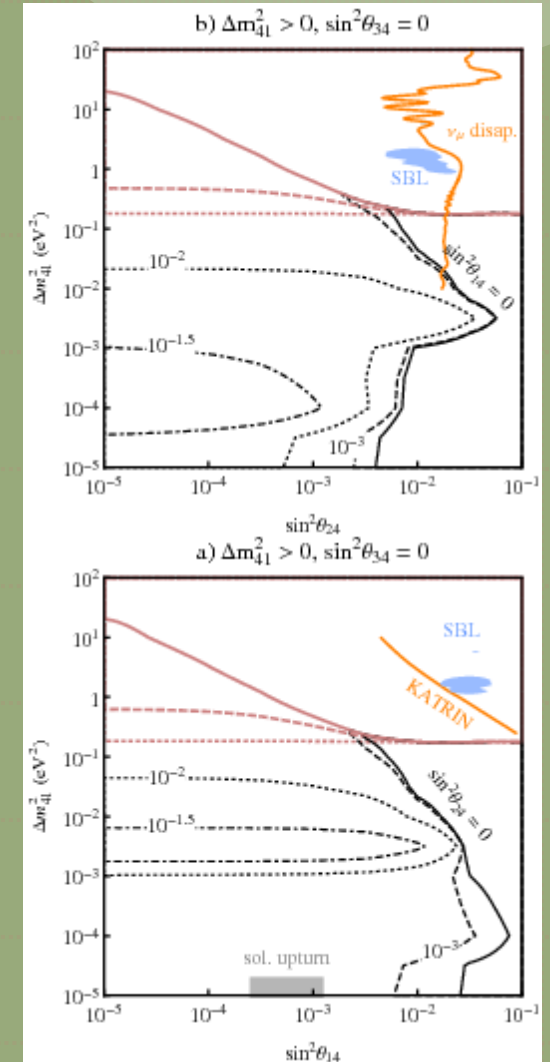 b) Δm²₄₁ > 0, sin²θ₃₄ = 0
10²
10¹
1
10⁻¹
10⁻²
10⁻³
10⁻⁴
10⁻⁵
Δm²₄₁ (eV²)
νμ disap.
SBL
sin²θ₁₄ = 0
10⁻²
10⁻¹·⁵
10⁻³
10⁻⁵ 10⁻⁴ 10⁻³ 10⁻² 10⁻¹
sin²θ₂₄
a) Δm²₄₁ > 0, sin²θ₃₄ = 0
10²
10¹
1
10⁻¹
10⁻²
10⁻³
10⁻⁴
10⁻⁵
Δm²₄₁ (eV²)
SBL
KATRIN
sin²θ₂₄ = 0
10⁻²
10⁻¹·⁵
10⁻³
sol. upturn
10⁻⁵ 10⁻⁴ 10⁻³ 10⁻² 10⁻¹
sin²θ₁₄